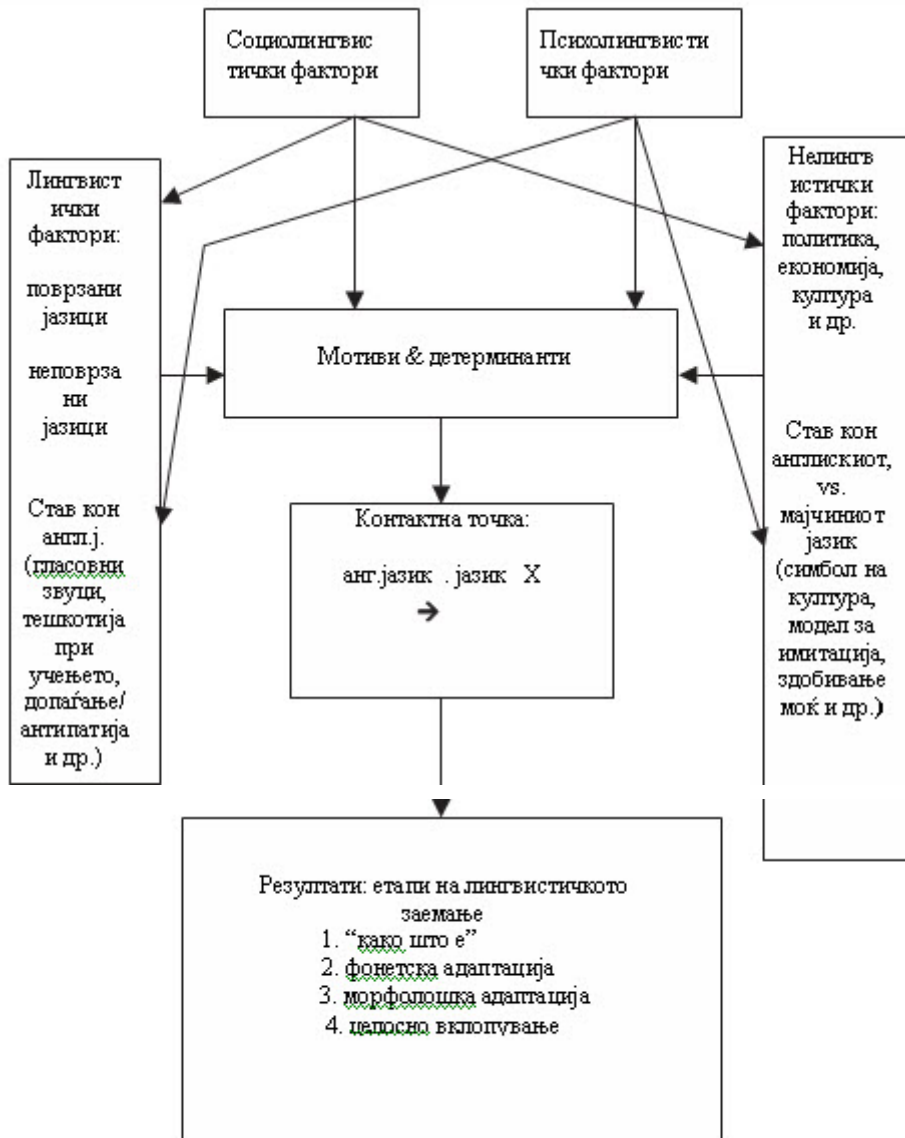 Социолингвис
тички фактори
Психолингвисти
чки фактори
Лингвист
ички
фактори:
поврзани
јазици
неповрза
ни
јазици
Став кон
англ.ј.
(гласовни
звуци,
тешкотија
при
учењето,
допаѓање/
антипатија
и др.)
Мотиви & детерминанти
Контактна точка:
анг.јазик . јазик X
➔
Нелингв
истички
фактори:
политика,
економија,
култура
и др.
Став кон
англискиот,
vs.
мајчиниот
јазик
(симбол на
култура,
модел за
имитација,
здобивање
моќ и др.)
Резултати: етапи на лингвистичкото
заемање
1. “како што е”
2. фонетска адаптација
3. морфолошка адаптација
4. целосно вклопување